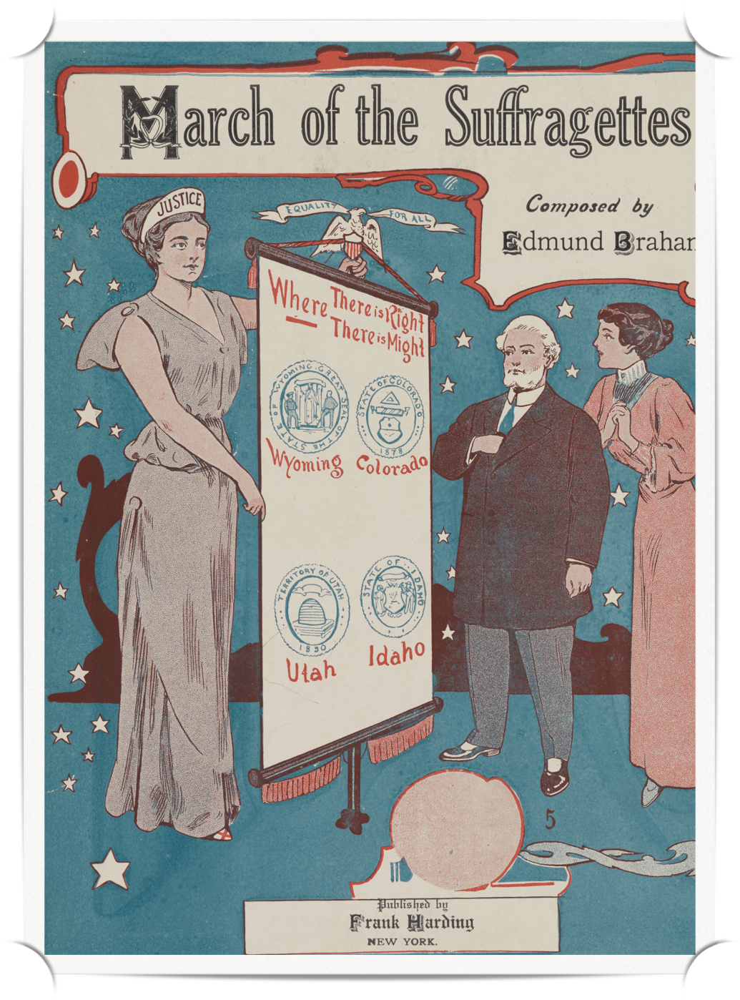 March of the Suffragettes
Composed by
Edmund Braham
JUSTICE
EQUALITY FOR ALL
Where There is Right
There is Might
WYOMING GREAT SEAL OF THE STATE OF
STATE OF COLORADO
1876
Wyoming Colorado
TERRITORY OF UTAH
1850
STATE OF IDAHO
Utah Idaho
5
Published by
Frank Harding
NEW YORK.